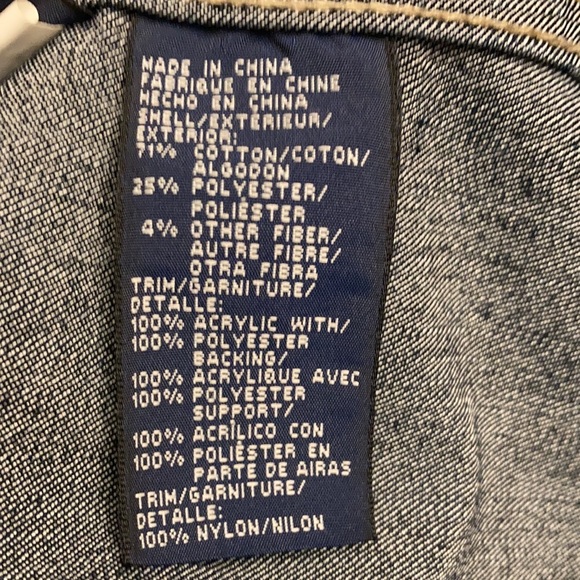 MADE IN CHINA
FABRIQUE EN CHINE
HECHO EN CHINA
SHELL/EXTERIEUR/
EXTERIOR:
71% COTTON/COTON/
ALGODON
25% POLYESTER/
POLIÉSTER
4% OTHER FIBER/
AUTRE FIBRE/
OTRA FIBRA
TRIM/GARNITURE/
DETALLE:
100% ACRYLIC WITH/
100% POLYESTER
BACKING/
100% ACRYLIQUE AVEC
100% POLYESTER
SUPPORT/
100% ACRÍLICO CON
100% POLIÉSTER EN
PARTE DE AIRAS
TRIM/GARNITURE/
DETALLE:
100% NYLON/NILON